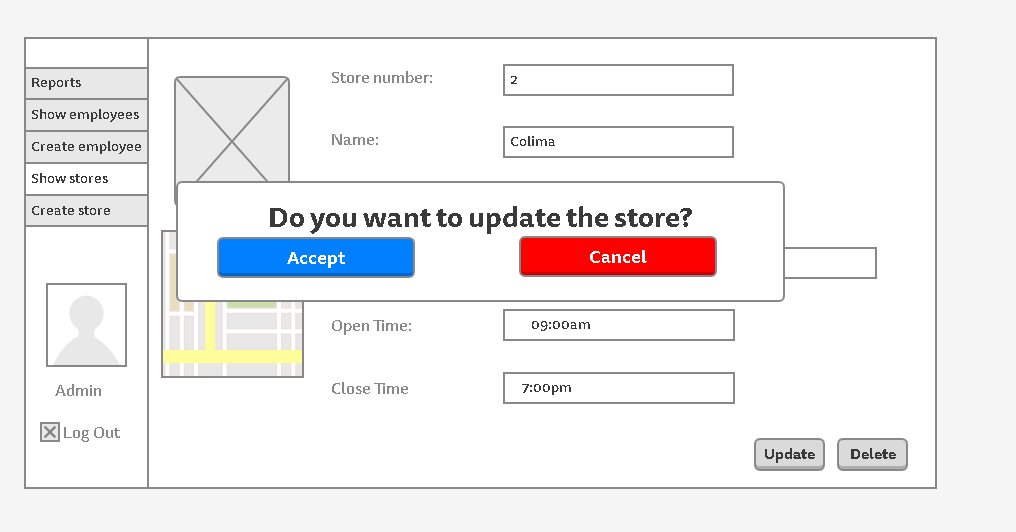 Reports
Show employees
Create employee
Show stores
Create store
Admin
Log Out
Store number:
2
Name:
Colima
Do you want to update the store?
Accept
Cancel
Open Time:
09:00am
Close Time
7:00pm
Update
Delete